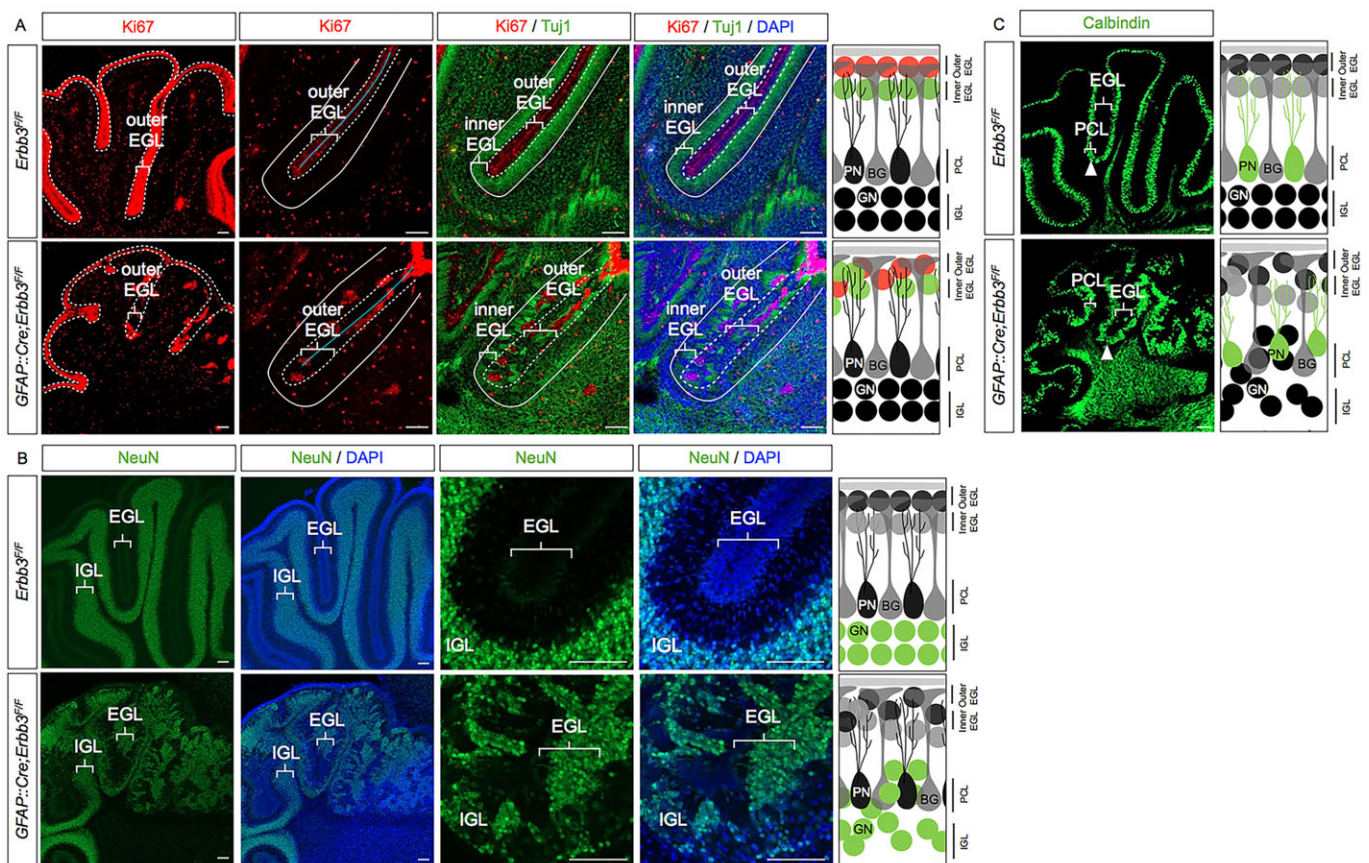 A
Ki67
Ki67
Ki67 / Tuj1
Ki67 / Tuj1 / DAPI
Erbb3F/F
outer
EGL
outer
EGL
outer
EGL
inner
EGL
outer
EGL
inner
EGL
PN
BG
GN
Outer
EGL
Inner
EGL
PCL
IGL
GFAP::Cre;Erbb3F/F
outer
EGL
outer
EGL
outer
EGL
inner
EGL
outer
EGL
inner
EGL
PN
BG
GN
Outer
EGL
Inner
EGL
PCL
IGL
C
Calbindin
Erbb3F/F
EGL
PCL
PN
BG
GN
Outer
EGL
Inner
EGL
PCL
IGL
GFAP::Cre;Erbb3F/F
PCL
EGL
PN
BG
GN
Outer
EGL
Inner
EGL
PCL
IGL
B
NeuN
NeuN / DAPI
NeuN
NeuN / DAPI
Erbb3F/F
EGL
IGL
EGL
IGL
EGL
IGL
EGL
IGL
PN
BG
GN
Outer
EGL
Inner
EGL
PCL
IGL
GFAP::Cre;Erbb3F/F
EGL
IGL
EGL
IGL
EGL
IGL
EGL
IGL
PN
BG
GN
Outer
EGL
Inner
EGL
PCL
IGL